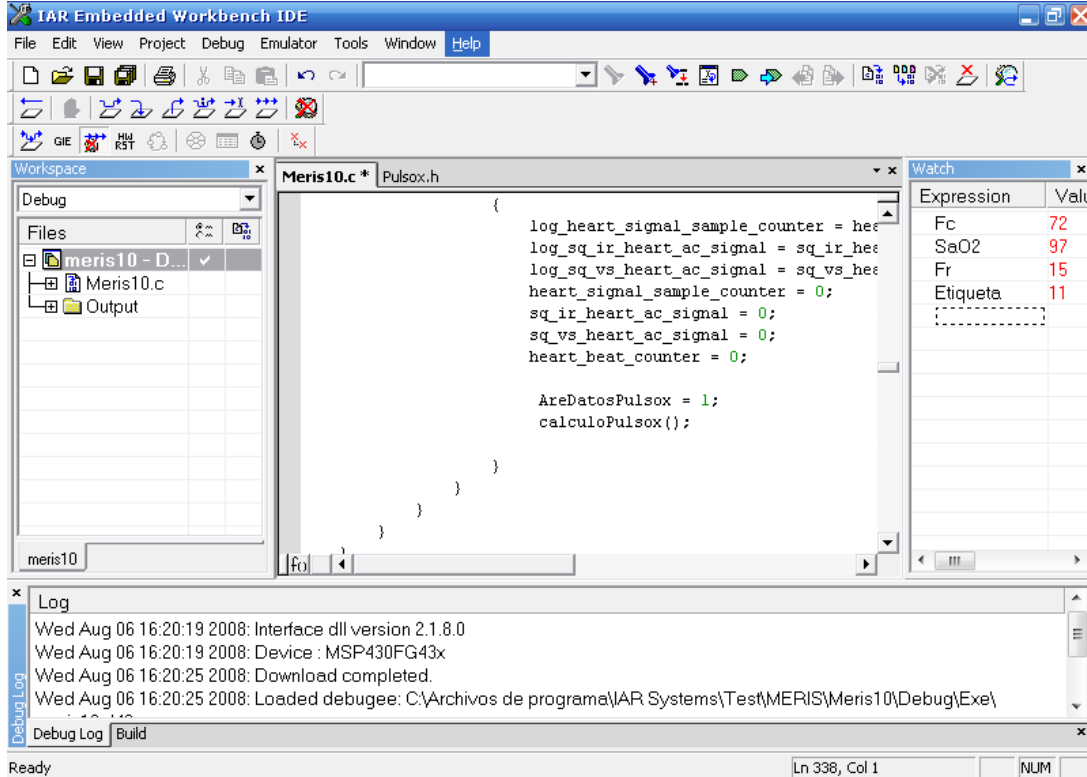 IAR Embedded Workbench IDE
File Edit View Project Debug Emulator Tools Window Help
GIE HW RST
Workspace
Debug
Files
meris10 - D...
Meris10.c
Output
meris10
Meris10.c * Pulsox.h
{
log_heart_signal_sample_counter = hea
log_sq_ir_heart_ac_signal = sq_ir_hea
log_sq_vs_heart_ac_signal = sq_vs_hea
heart_signal_sample_counter = 0;
sq_ir_heart_ac_signal = 0;
sq_vs_heart_ac_signal = 0;
heart_beat_counter = 0;
AreDatosPulsox = 1;
calculoPulsox();
}
}
}
}
}
Watch
Expression Valu
Fc 72
SaO2 97
Fr 15
Etiqueta 11
Log
Wed Aug 06 16:20:19 2008: Interface dll version 2.1.8.0
Wed Aug 06 16:20:19 2008: Device : MSP430FG43x
Wed Aug 06 16:20:25 2008: Download completed.
Wed Aug 06 16:20:25 2008: Loaded debugee: C:\Archivos de programa\IAR Systems\Test\MERIS\Meris10\Debug\Exe\
Debug Log
Debug Log Build
Ready Ln 338, Col 1 NUM